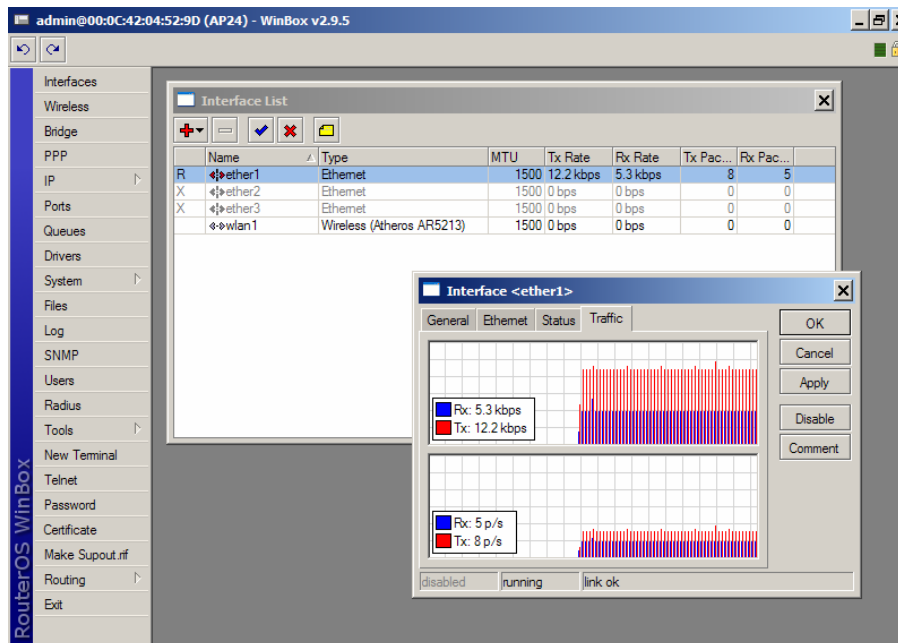 admin@00:0C:42:04:52:9D (AP24) - WinBox v2.9.5
Interfaces
Wireless
Bridge
PPP
IP
Ports
Queues
Drivers
System
Files
Log
SNMP
Users
Radius
Tools
New Terminal
Telnet
Password
Certificate
Make Supout.rif
Routing
Exit
RouterOS WinBox
Interface List
Name Type MTU Tx Rate Rx Rate Tx Pac... Rx Pac...
R ether1 Ethernet 1500 12.2 kbps 5.3 kbps 8 5
X ether2 Ethernet 1500 0 bps 0 bps 0 0
X ether3 Ethernet 1500 0 bps 0 bps 0 0
wlan1 Wireless (Atheros AR5213) 1500 0 bps 0 bps 0 0
Interface <ether1>
General Ethernet Status Traffic
Rx: 5.3 kbps
Tx: 12.2 kbps
Rx: 5 p/s
Tx: 8 p/s
OK
Cancel
Apply
Disable
Comment
disabled running link ok